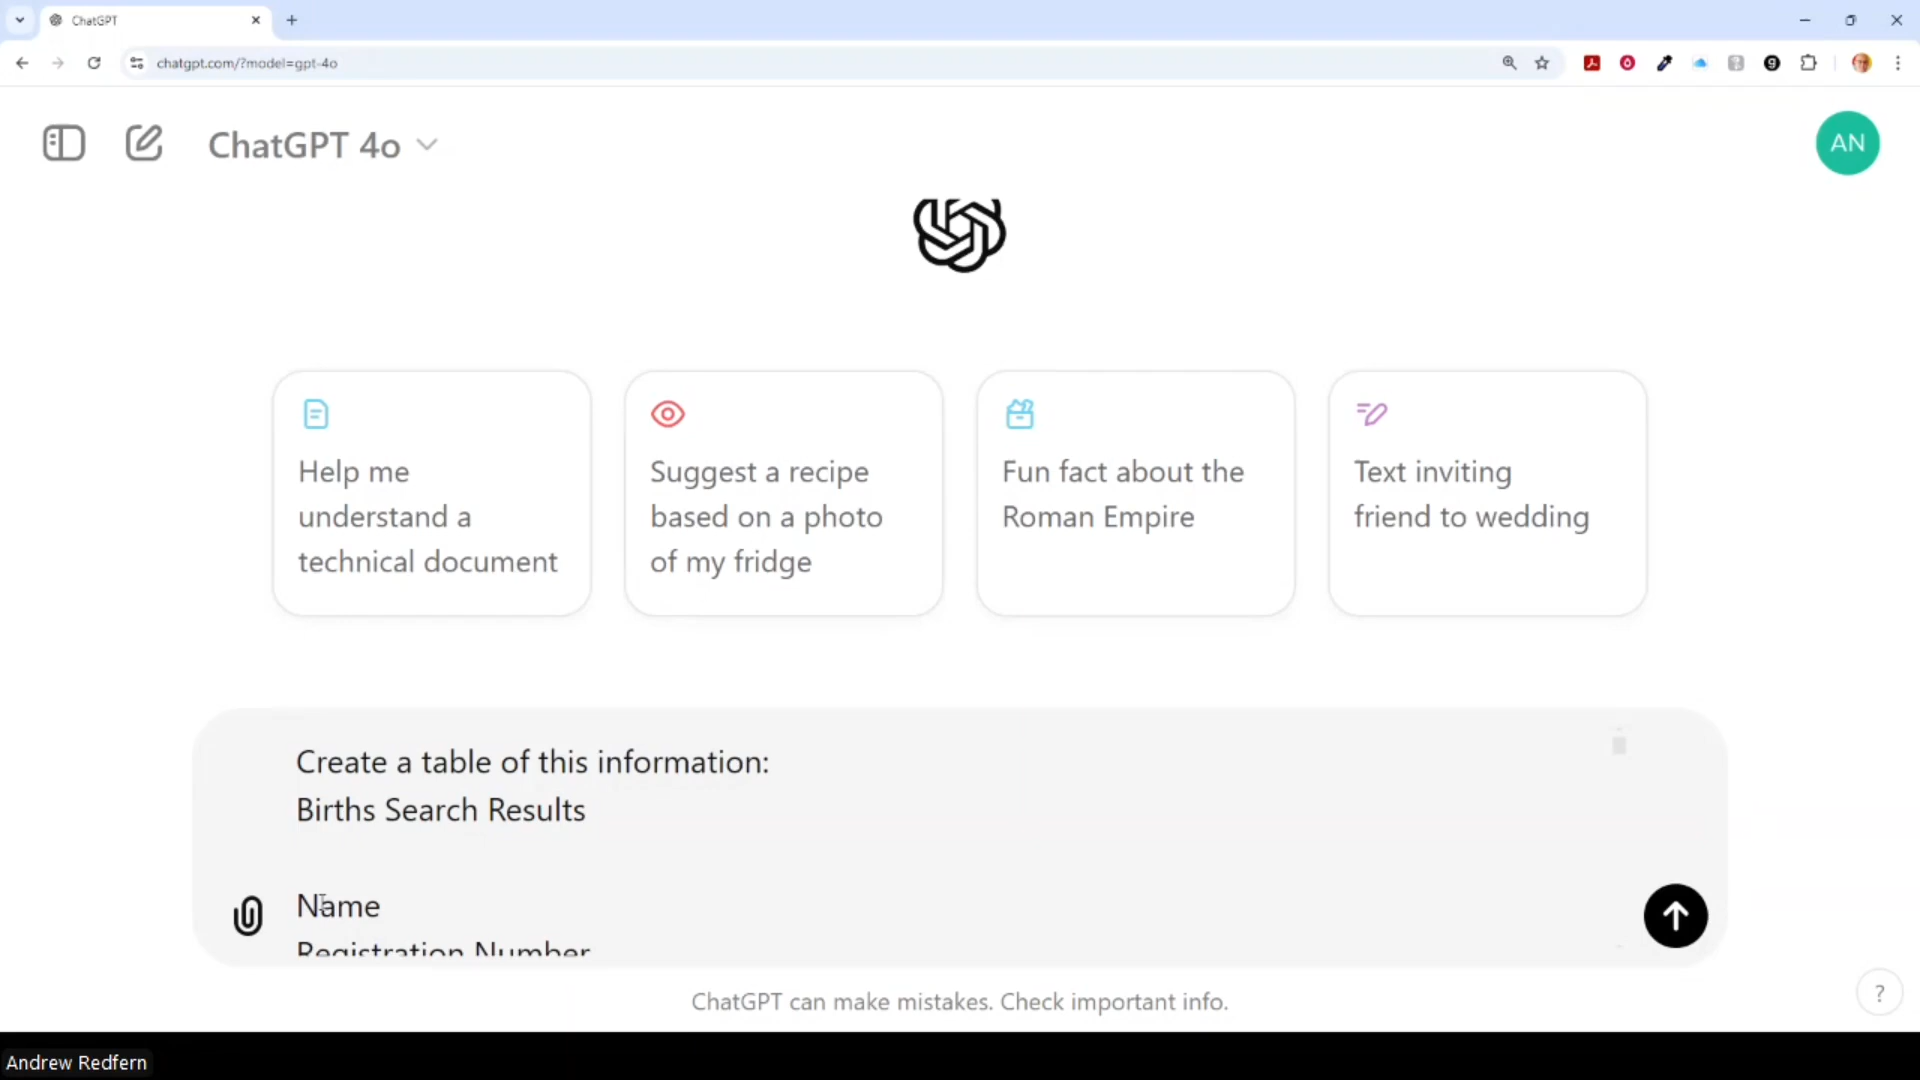 ChatGPT
chatgpt.com/?model=gpt-4o
ChatGPT 4o
AN
Help me
understand a
technical document
Suggest a recipe
based on a photo
of my fridge
Fun fact about the
Roman Empire
Text inviting
friend to wedding
Create a table of this information:
Births Search Results
Name
Registration Number
ChatGPT can make mistakes. Check important info.
?
Andrew Redfern